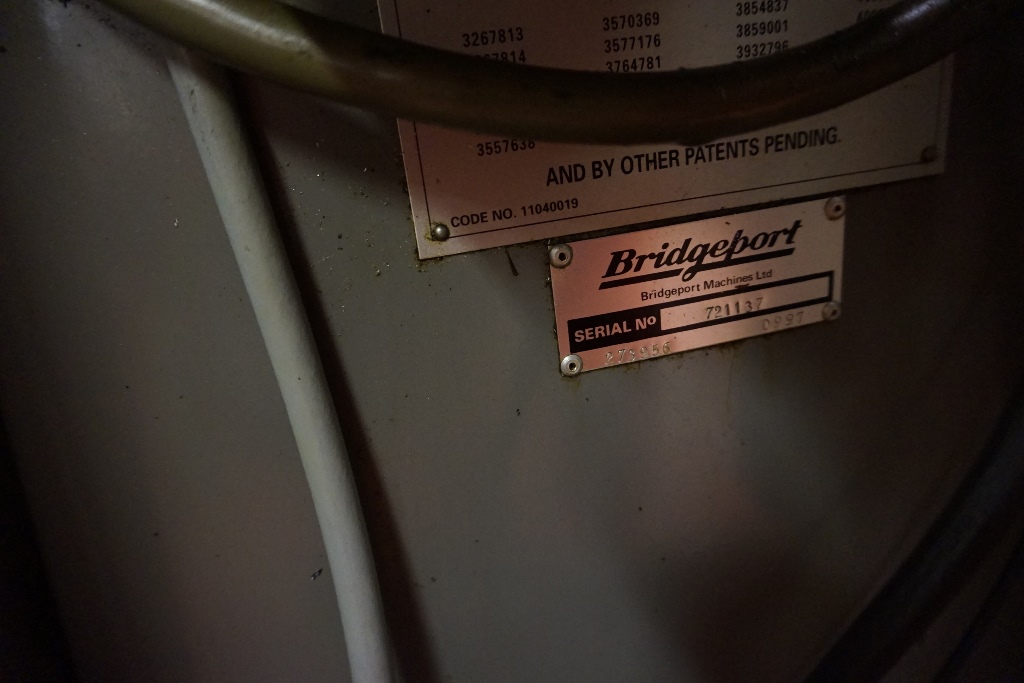 3267813 3570369 3854837
3577176 3859001
3764781 3932796
3557638
AND BY OTHER PATENTS PENDING.
CODE NO. 11040019
Bridgeport
Bridgeport Machines Ltd
SERIAL No 721137
0997